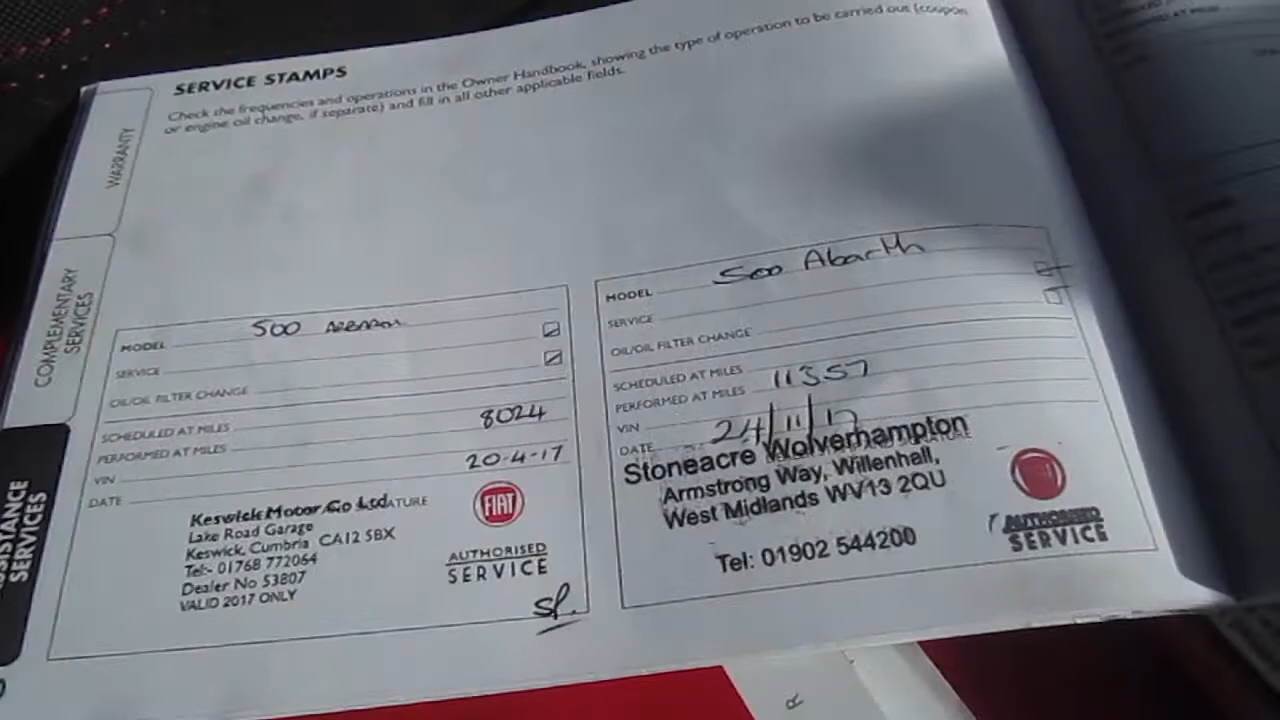 SERVICE STAMPS
Check the frequencies and operations in the Owner Handbook, showing the type of operation to be carried out (coupon
or engine oil change, if separate) and fill in all other applicable fields.
WARRANTY
COMPLEMENTARY
SERVICES
SERVICES
MODEL 500
SERVICE
OIL/OIL FILTER CHANGE
SCHEDULED AT MILES
PERFORMED AT MILES 8024
VIN
DATE 20-4-17
Keswick Motor Co Ltd
Lake Road Garage
Keswick, Cumbria CA12 5BX
Tel:- 01768 772064
Dealer No 53807
VALID 2017 ONLY
FIAT
AUTHORISED
SERVICE
SP.
MODEL 500 Abarth
SERVICE
OIL/OIL FILTER CHANGE
SCHEDULED AT MILES
PERFORMED AT MILES 11357
VIN
DATE 24/11/17
Stoneacre Wolverhampton
Armstrong Way, Willenhall,
West Midlands WV13 2QU
Tel: 01902 544200
AUTHORISED
SERVICE
R